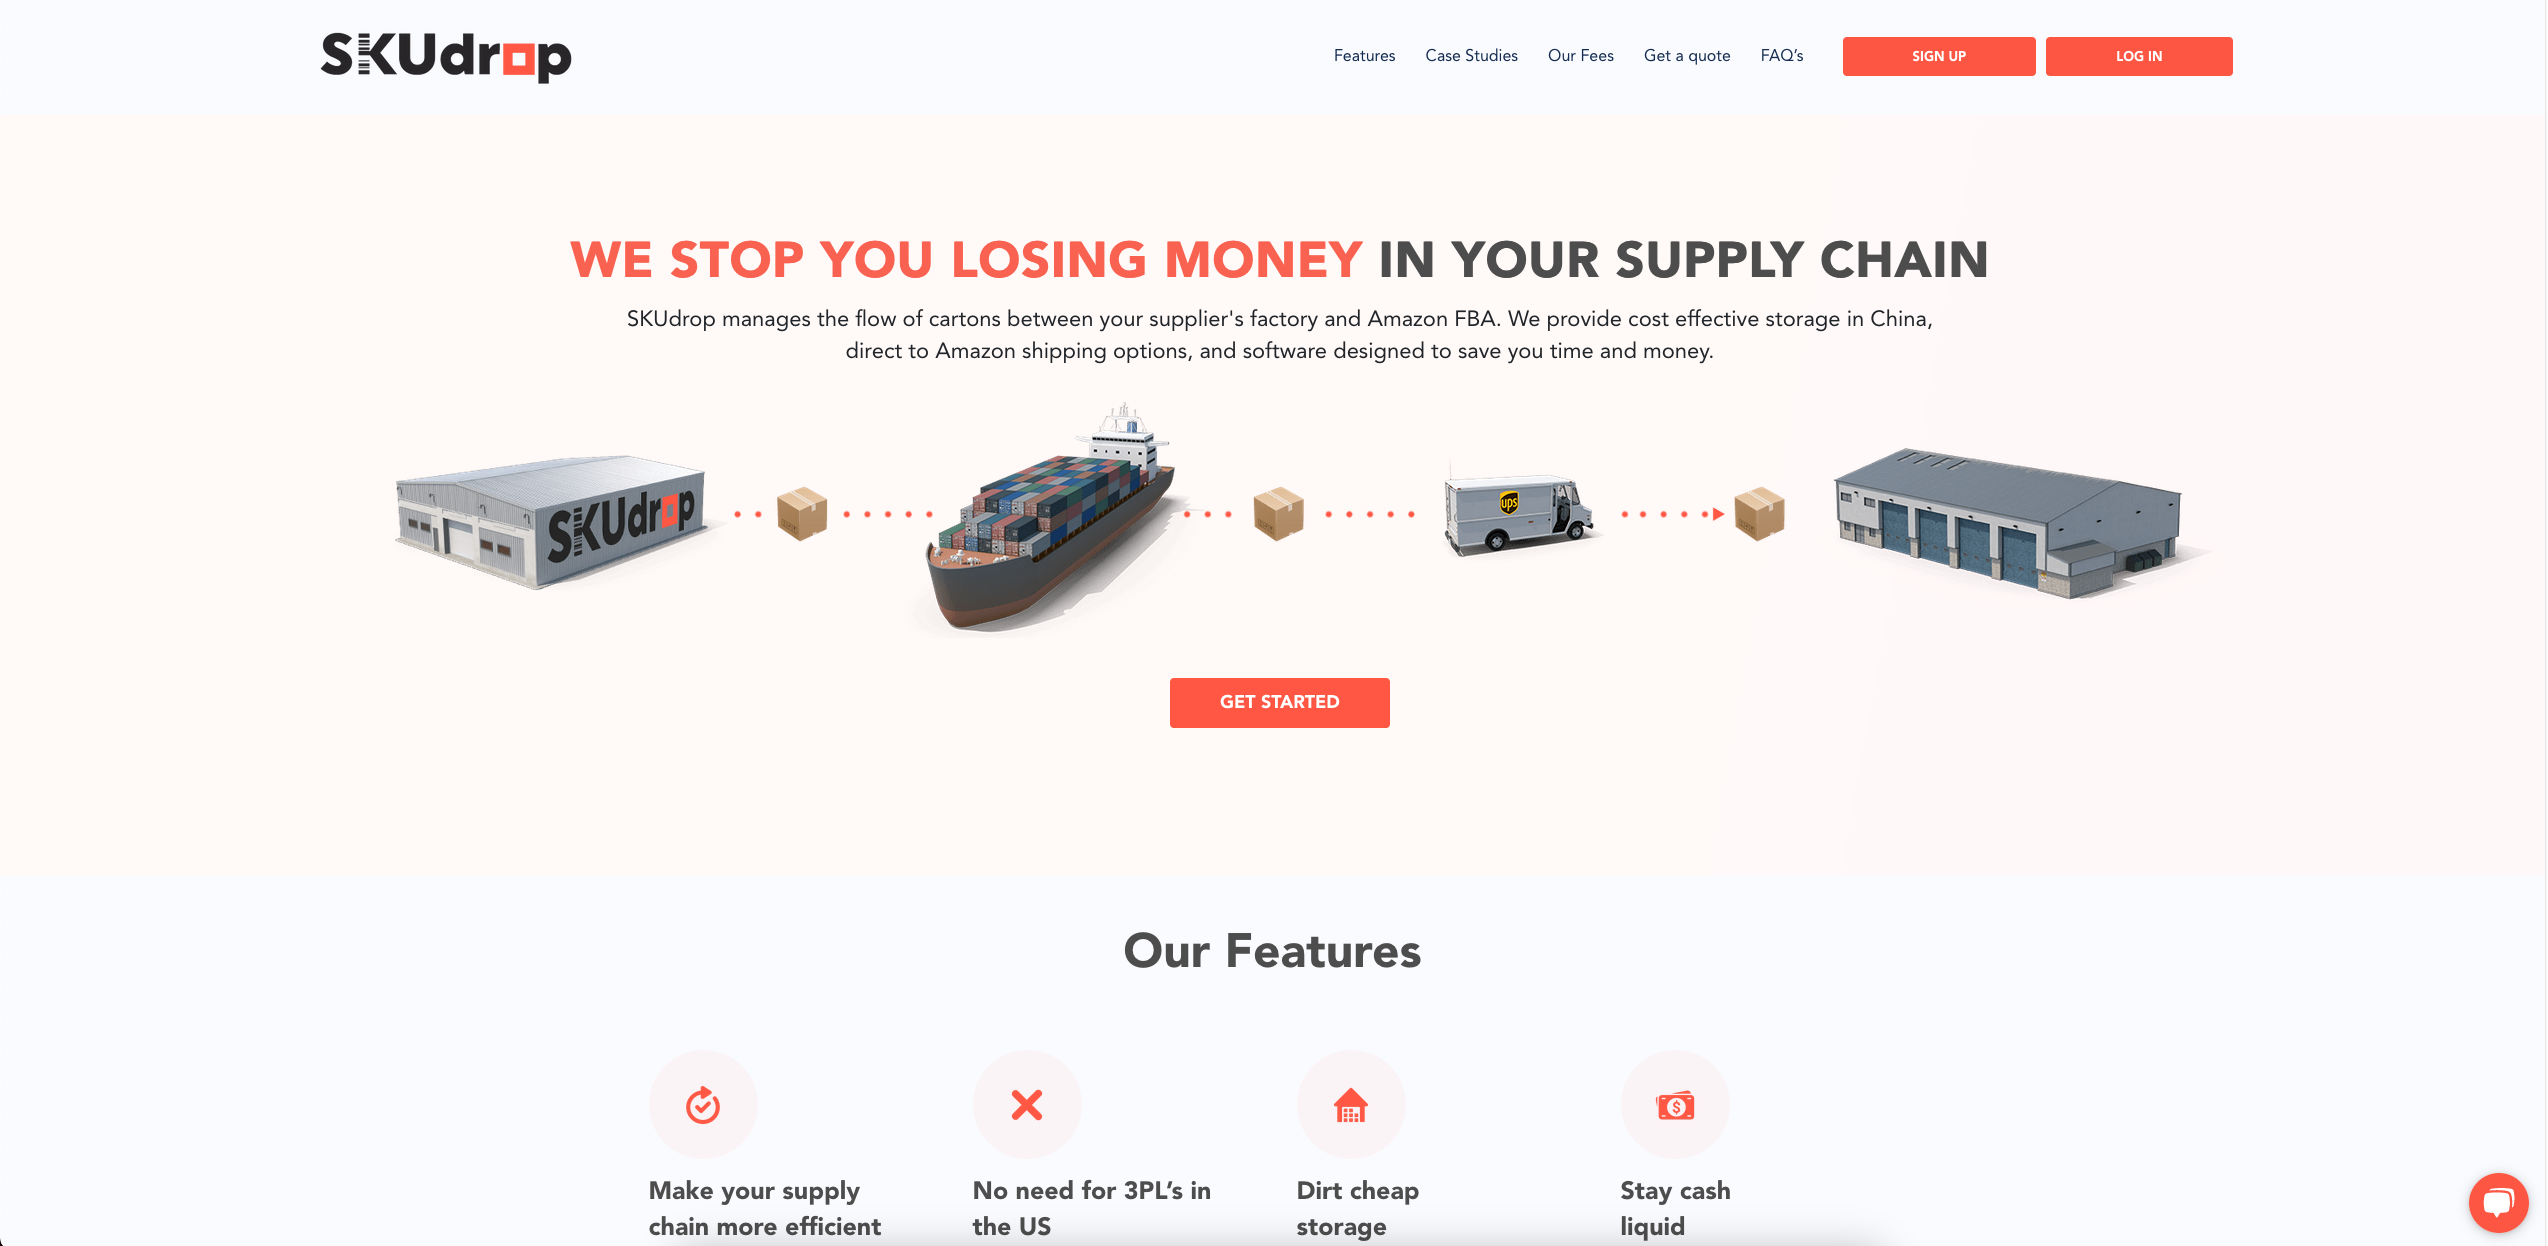 SKUdrop
Features
Case Studies
Our Fees
Get a quote
FAQ’s
SIGN UP
LOG IN
WE STOP YOU LOSING MONEY IN YOUR SUPPLY CHAIN
SKUdrop manages the flow of cartons between your supplier's factory and Amazon FBA. We provide cost effective storage in China,
direct to Amazon shipping options, and software designed to save you time and money.
SKUdrop
ups
GET STARTED
Our Features
Make your supply
chain more efficient
No need for 3PL’s in
the US
Dirt cheap
storage
Stay cash
liquid